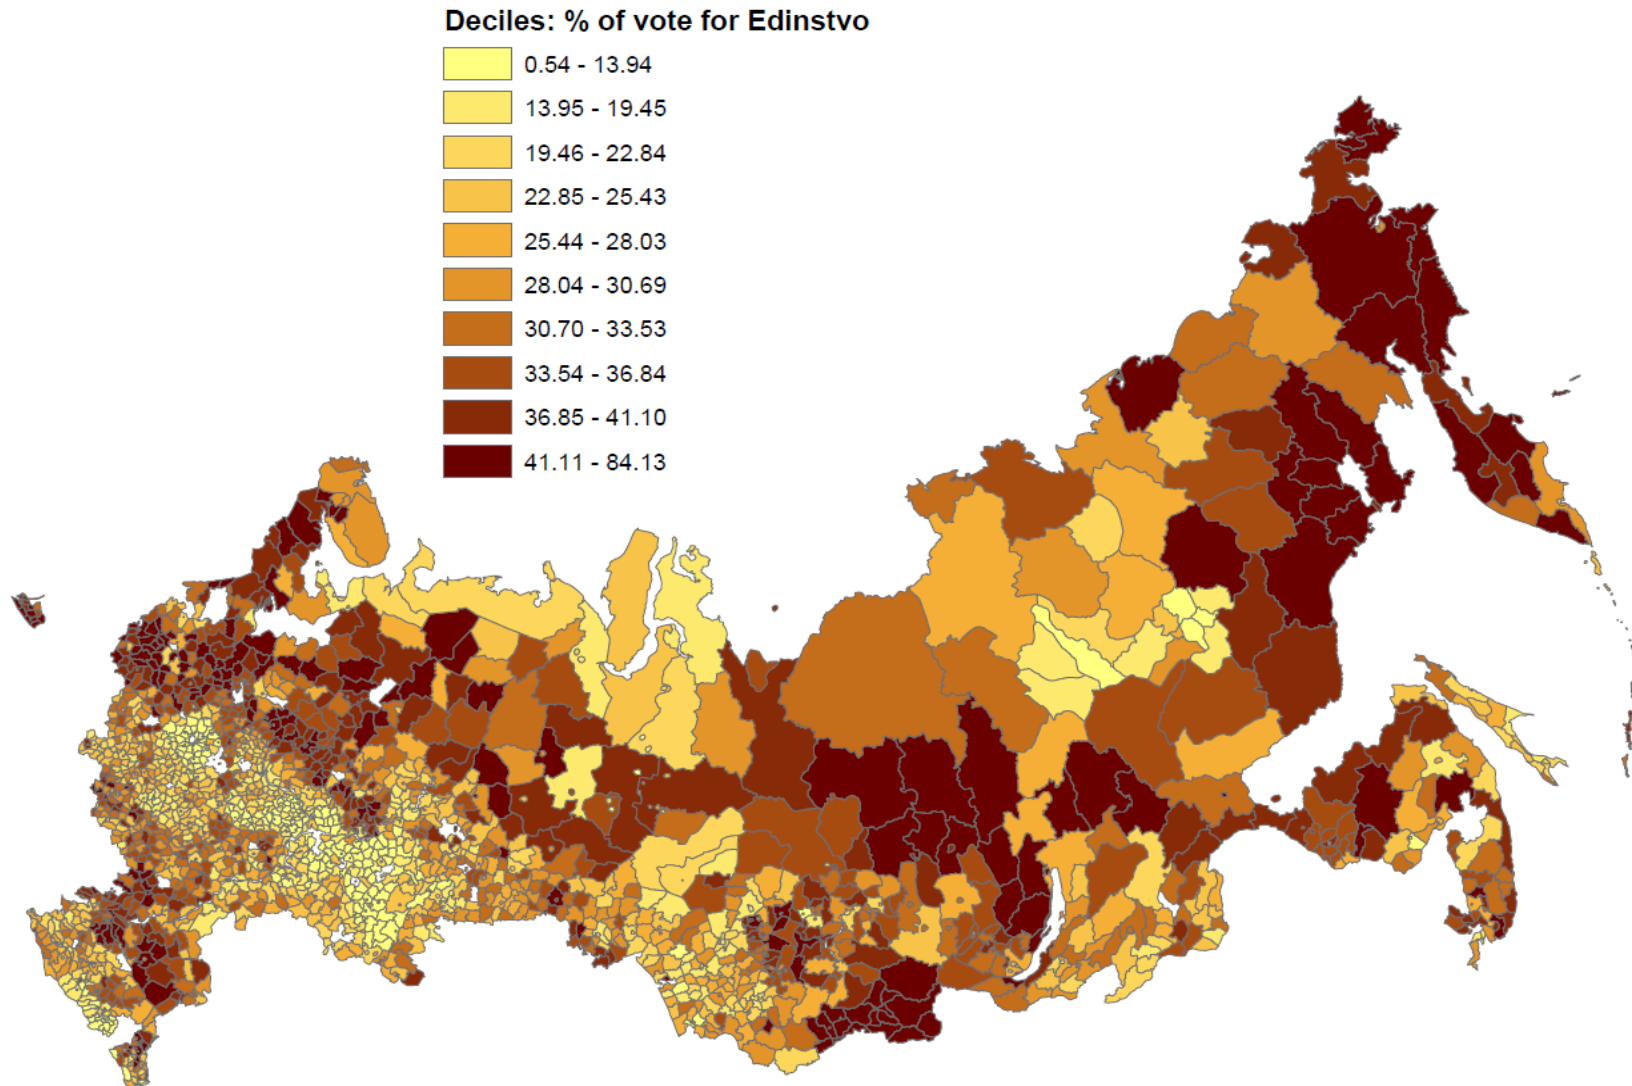 Deciles: % of vote for Edinstvo
0.54 - 13.94
13.95 - 19.45
19.46 - 22.84
22.85 - 25.43
25.44 - 28.03
28.04 - 30.69
30.70 - 33.53
33.54 - 36.84
36.85 - 41.10
41.11 - 84.13